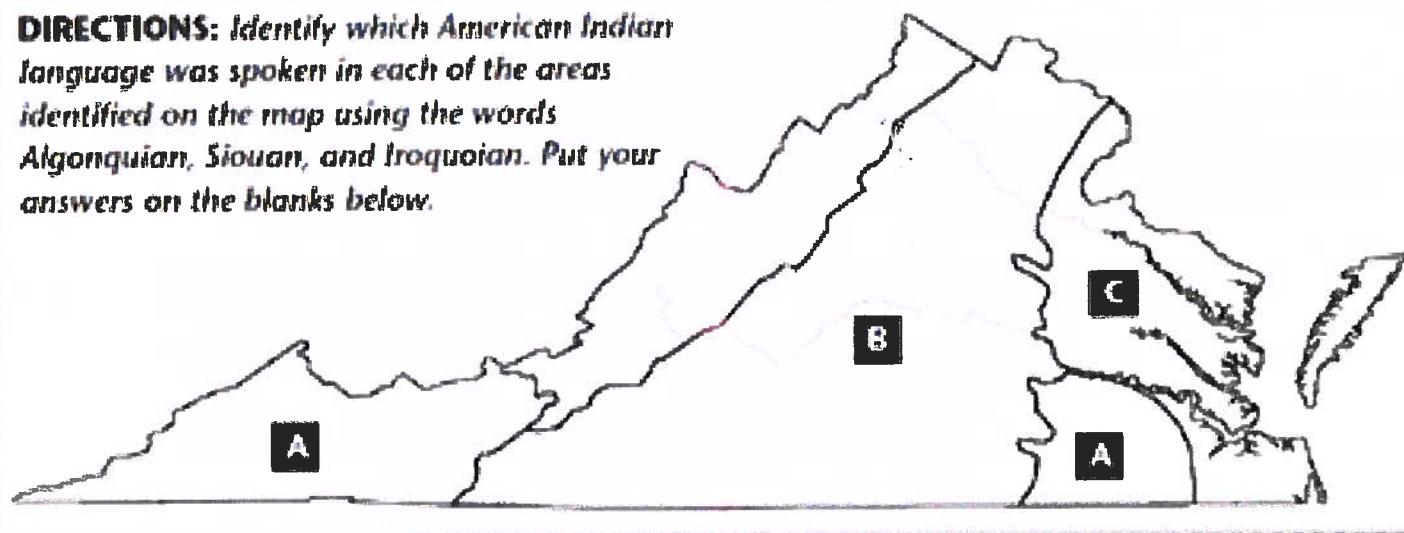 DIRECTIONS: Identify which American Indian
language was spoken in each of the areas
identified on the map using the words
Algonquian, Siouan, and Iroquoian. Put your
answers on the blanks below.
C
B
A
A